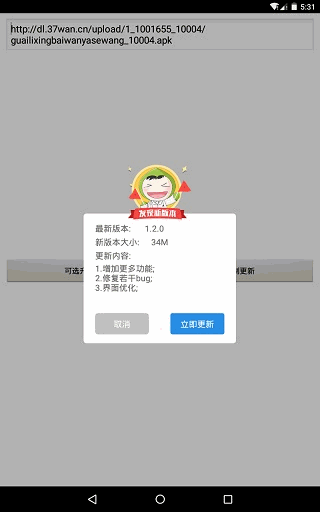 5:31
http://dl.37wan.cn/upload/1_1001655_10004/
guailixingbaiwanyasewang_10004.apk
发现新版本
最新版本: 1.2.0
新版本大小: 34M
更新内容:
1.增加更多功能;
2.修复若干bug;
3.界面优化;
可选
更新
取消
立即更新